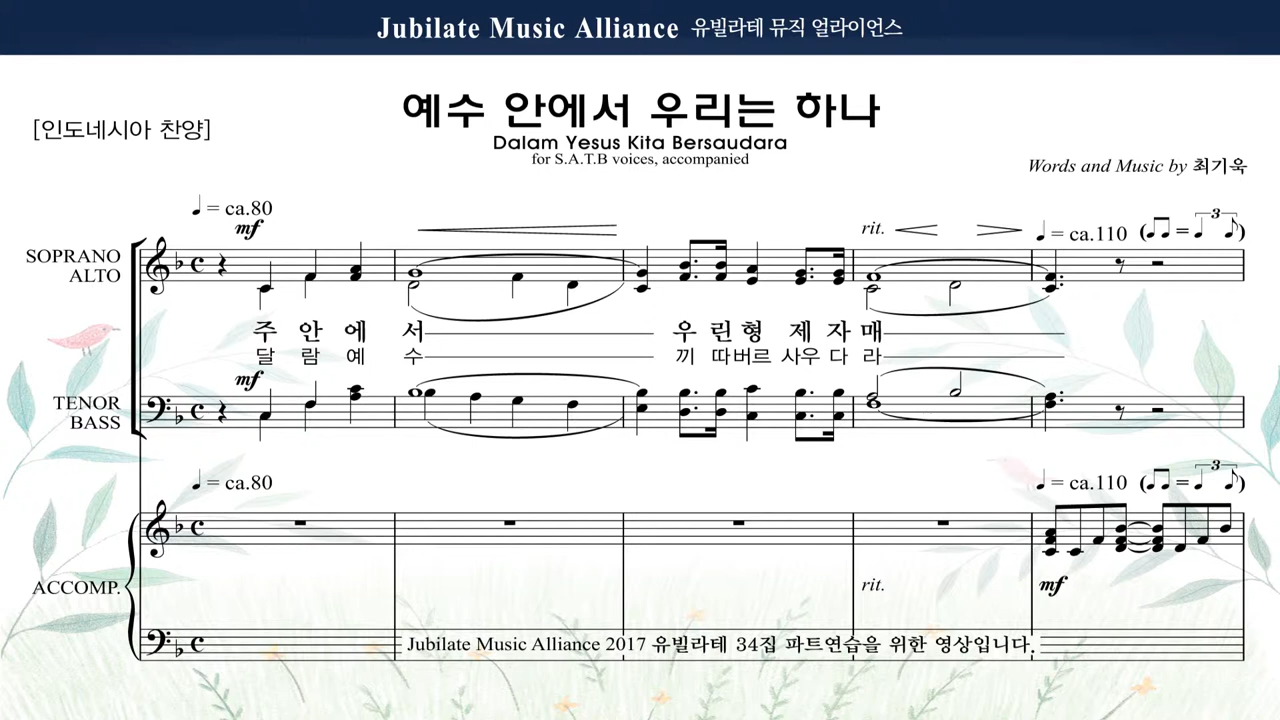 Jubilate Music Alliance 유빌라테 뮤직 얼라이언스
예수 안에서 우리는 하나
[인도네시아 찬양]
Dalam Yesus Kita Bersaudara
for S.A.T.B voices, accompanied
Words and Music by 최기욱
♩ = ca.80
mf
rit.
♩ = ca.110 (♫ = 3 ♩♪)
SOPRANO
ALTO
주 안 에 서 우 린 형 제 자 매
달 람 예 수 끼 따 버르 사우 다 라
mf
TENOR
BASS
♩ = ca.80
♩ = ca.110 (♫ = 3 ♩♪)
ACCOMP.
rit.
mf
Jubilate Music Alliance 2017 유빌라테 34집 파트연습을 위한 영상입니다.